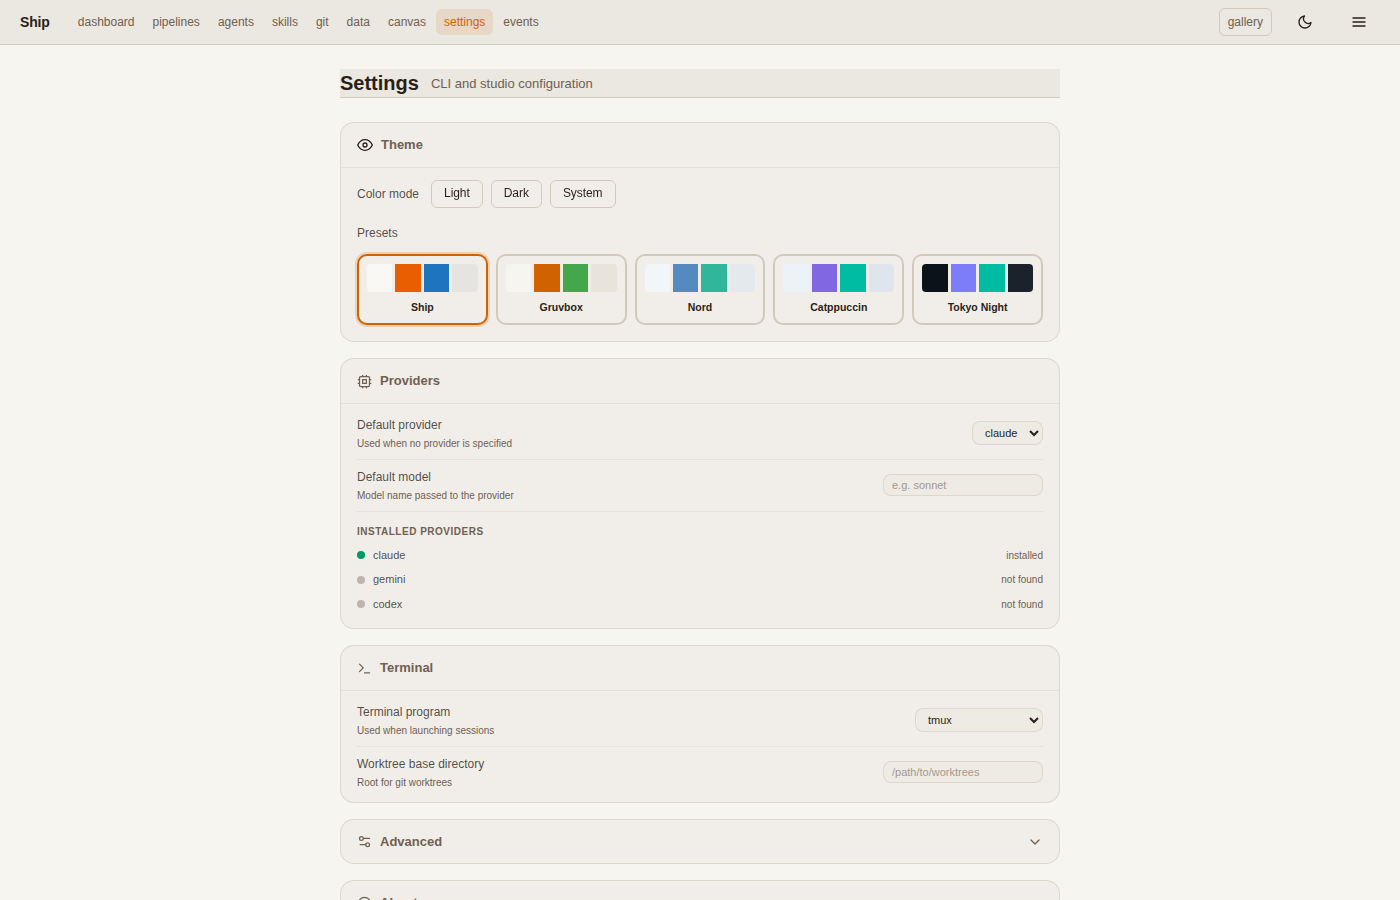 Ship dashboard pipelines agents skills git data canvas settings events gallery
Settings CLI and studio configuration
Theme
Color mode Light Dark System
Presets
Ship Gruvbox Nord Catppuccin Tokyo Night
Providers
Default provider claude
Used when no provider is specified
Default model e.g. sonnet
Model name passed to the provider
INSTALLED PROVIDERS
claude installed
gemini not found
codex not found
Terminal
Terminal program tmux
Used when launching sessions
Worktree base directory /path/to/worktrees
Root for git worktrees
Advanced